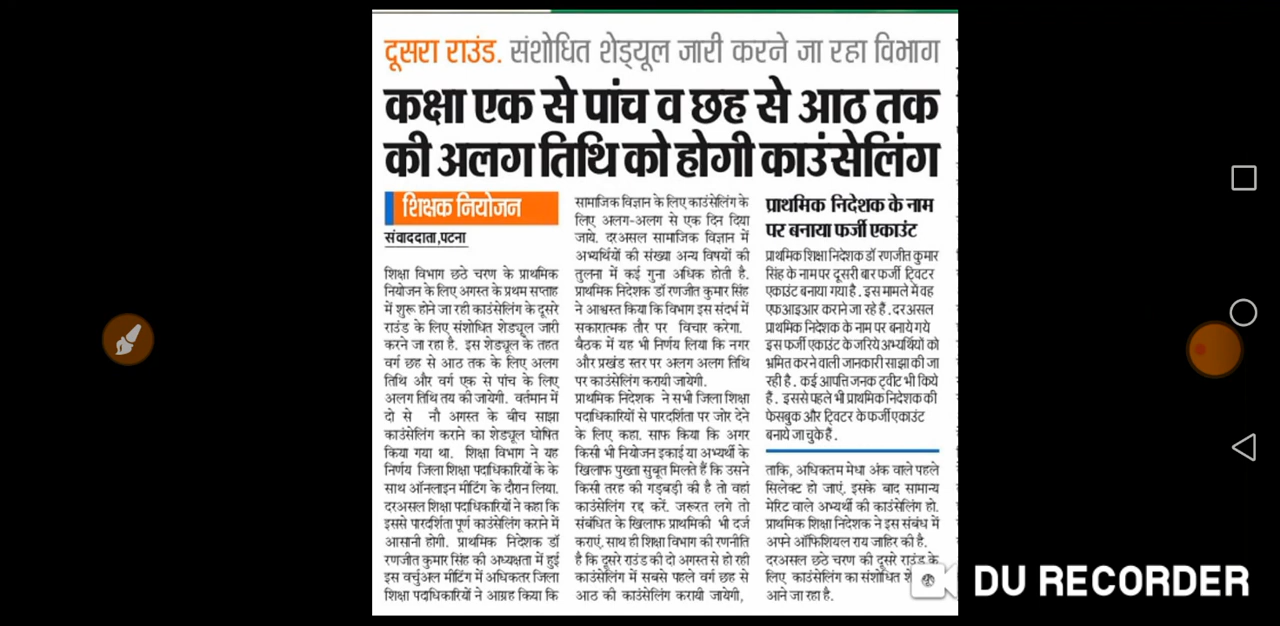 दूसरा राउंड. संशोधित शेड्यूल जारी करने जा रहा विभाग
कक्षा एक से पांच व छह से आठ तक
की अलग तिथि को होगी काउंसेलिंग
शिक्षक नियोजन
संवाददाता,पटना
शिक्षा विभाग छठे चरण के प्राथमिक
नियोजन के लिए अगस्त के प्रथम सप्ताह
में शुरू होने जा रही काउंसेलिंग के दूसरे
राउंड के लिए संशोधित शेड्यूल जारी
करने जा रहा है. इस शेड्यूल के तहत
वर्ग छह से आठ तक के लिए अलग
तिथि और वर्ग एक से पांच के लिए
अलग तिथि तय की जायेगी. वर्तमान में
दो से नौ अगस्त के बीच साझा
काउंसेलिंग कराने का शेड्यूल घोषित
किया गया था. शिक्षा विभाग ने यह
निर्णय जिला शिक्षा पदाधिकारियों के के
साथ ऑनलाइन मीटिंग के दौरान लिया.
दरअसल शिक्षा पदाधिकारियों ने कहा कि
इससे पारदर्शिता पूर्ण काउंसेलिंग कराने में
आसानी होगी. प्राथमिक निदेशक डॉ
रणजीत कुमार सिंह की अध्यक्षता में हुई
इस वर्चुअल मीटिंग में अधिकतर जिला
शिक्षा पदाधिकारियों ने आग्रह किया कि
सामाजिक विज्ञान के लिए काउंसेलिंग के
लिए अलग-अलग से एक दिन दिया
जाये. दरअसल सामाजिक विज्ञान में
अभ्यर्थियों की संख्या अन्य विषयों की
तुलना में कई गुना अधिक होती है.
प्राथमिक निदेशक डॉ रणजीत कुमार सिंह
ने आश्वस्त किया कि विभाग इस संदर्भ में
सकारात्मक तौर पर विचार करेगा.
बैठक में यह भी निर्णय लिया कि नगर
और प्रखंड स्तर पर अलग अलग तिथि
पर काउंसेलिंग करायी जायेगी.
प्राथमिक निदेशक ने सभी जिला शिक्षा
पदाधिकारियों से पारदर्शिता पर जोर देने
के लिए कहा. साफ किया कि अगर
किसी भी नियोजन इकाई या अभ्यर्थी के
खिलाफ पुख्ता सुबूत मिलते हैं कि उसने
किसी तरह की गड़बड़ी की है तो वहां
काउंसेलिंग रद्द करें. जरूरत लगे तो
संबंधित के खिलाफ प्राथमिकी भी दर्ज
कराएं. साथ ही शिक्षा विभाग की रणनीति
है कि दूसरे राउंड की दो अगस्त से हो रही
काउंसेलिंग में सबसे पहले वर्ग छह से
आठ की काउंसेलिंग करायी जायेगी,
प्राथमिक निदेशक के नाम
पर बनाया फर्जी एकाउंट
प्राथमिक शिक्षा निदेशक डॉ रणजीत कुमार
सिंह के नाम पर दूसरी बार फर्जी ट्विटर
एकाउंट बनाया गया है. इस मामले में वह
एफआइआर कराने जा रहे हैं. दरअसल
प्राथमिक निदेशक के नाम पर बनाये गये
इस फर्जी एकाउंट के जरिये अभ्यर्थियों को
भ्रमित करने वाली जानकारी साझा की जा
रही है. कई आपत्ति जनक ट्वीट भी किये
हैं. इससे पहले भी प्राथमिक निदेशक की
फेसबुक और ट्विटर के फर्जी एकाउंट
बनाये जा चुके हैं.
ताकि, अधिकतम मेधा अंक वाले पहले
सिलेक्ट हो जाएं. इसके बाद सामान्य
मेरिट वाले अभ्यर्थी की काउंसेलिंग हो.
प्राथमिक शिक्षा निदेशक ने इस संबंध में
अपने ऑफिशियल राय जाहिर की है.
दरअसल छठे चरण की दूसरे राउंड के
लिए काउंसेलिंग का संशोधित
आने जा रहा है.
DU RECORDER